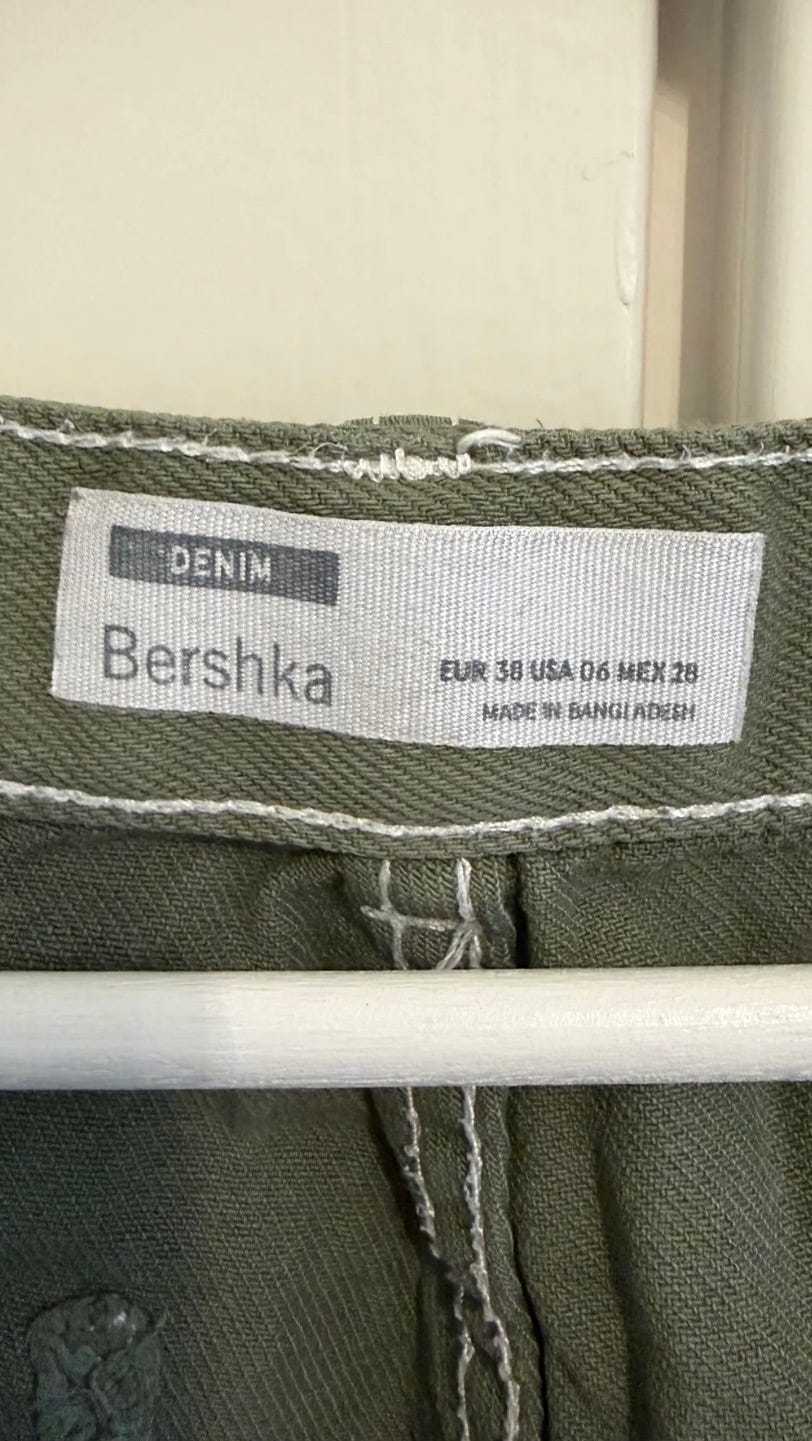 DENIM
Bershka
EUR 38 USA 06 MEX 28
MADE IN BANGLADESH